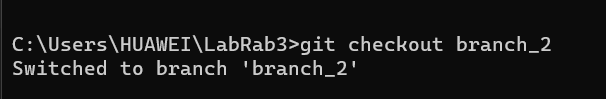 C:\Users\HUAWEI\LabRab3>git checkout branch_2
Switched to branch 'branch_2'